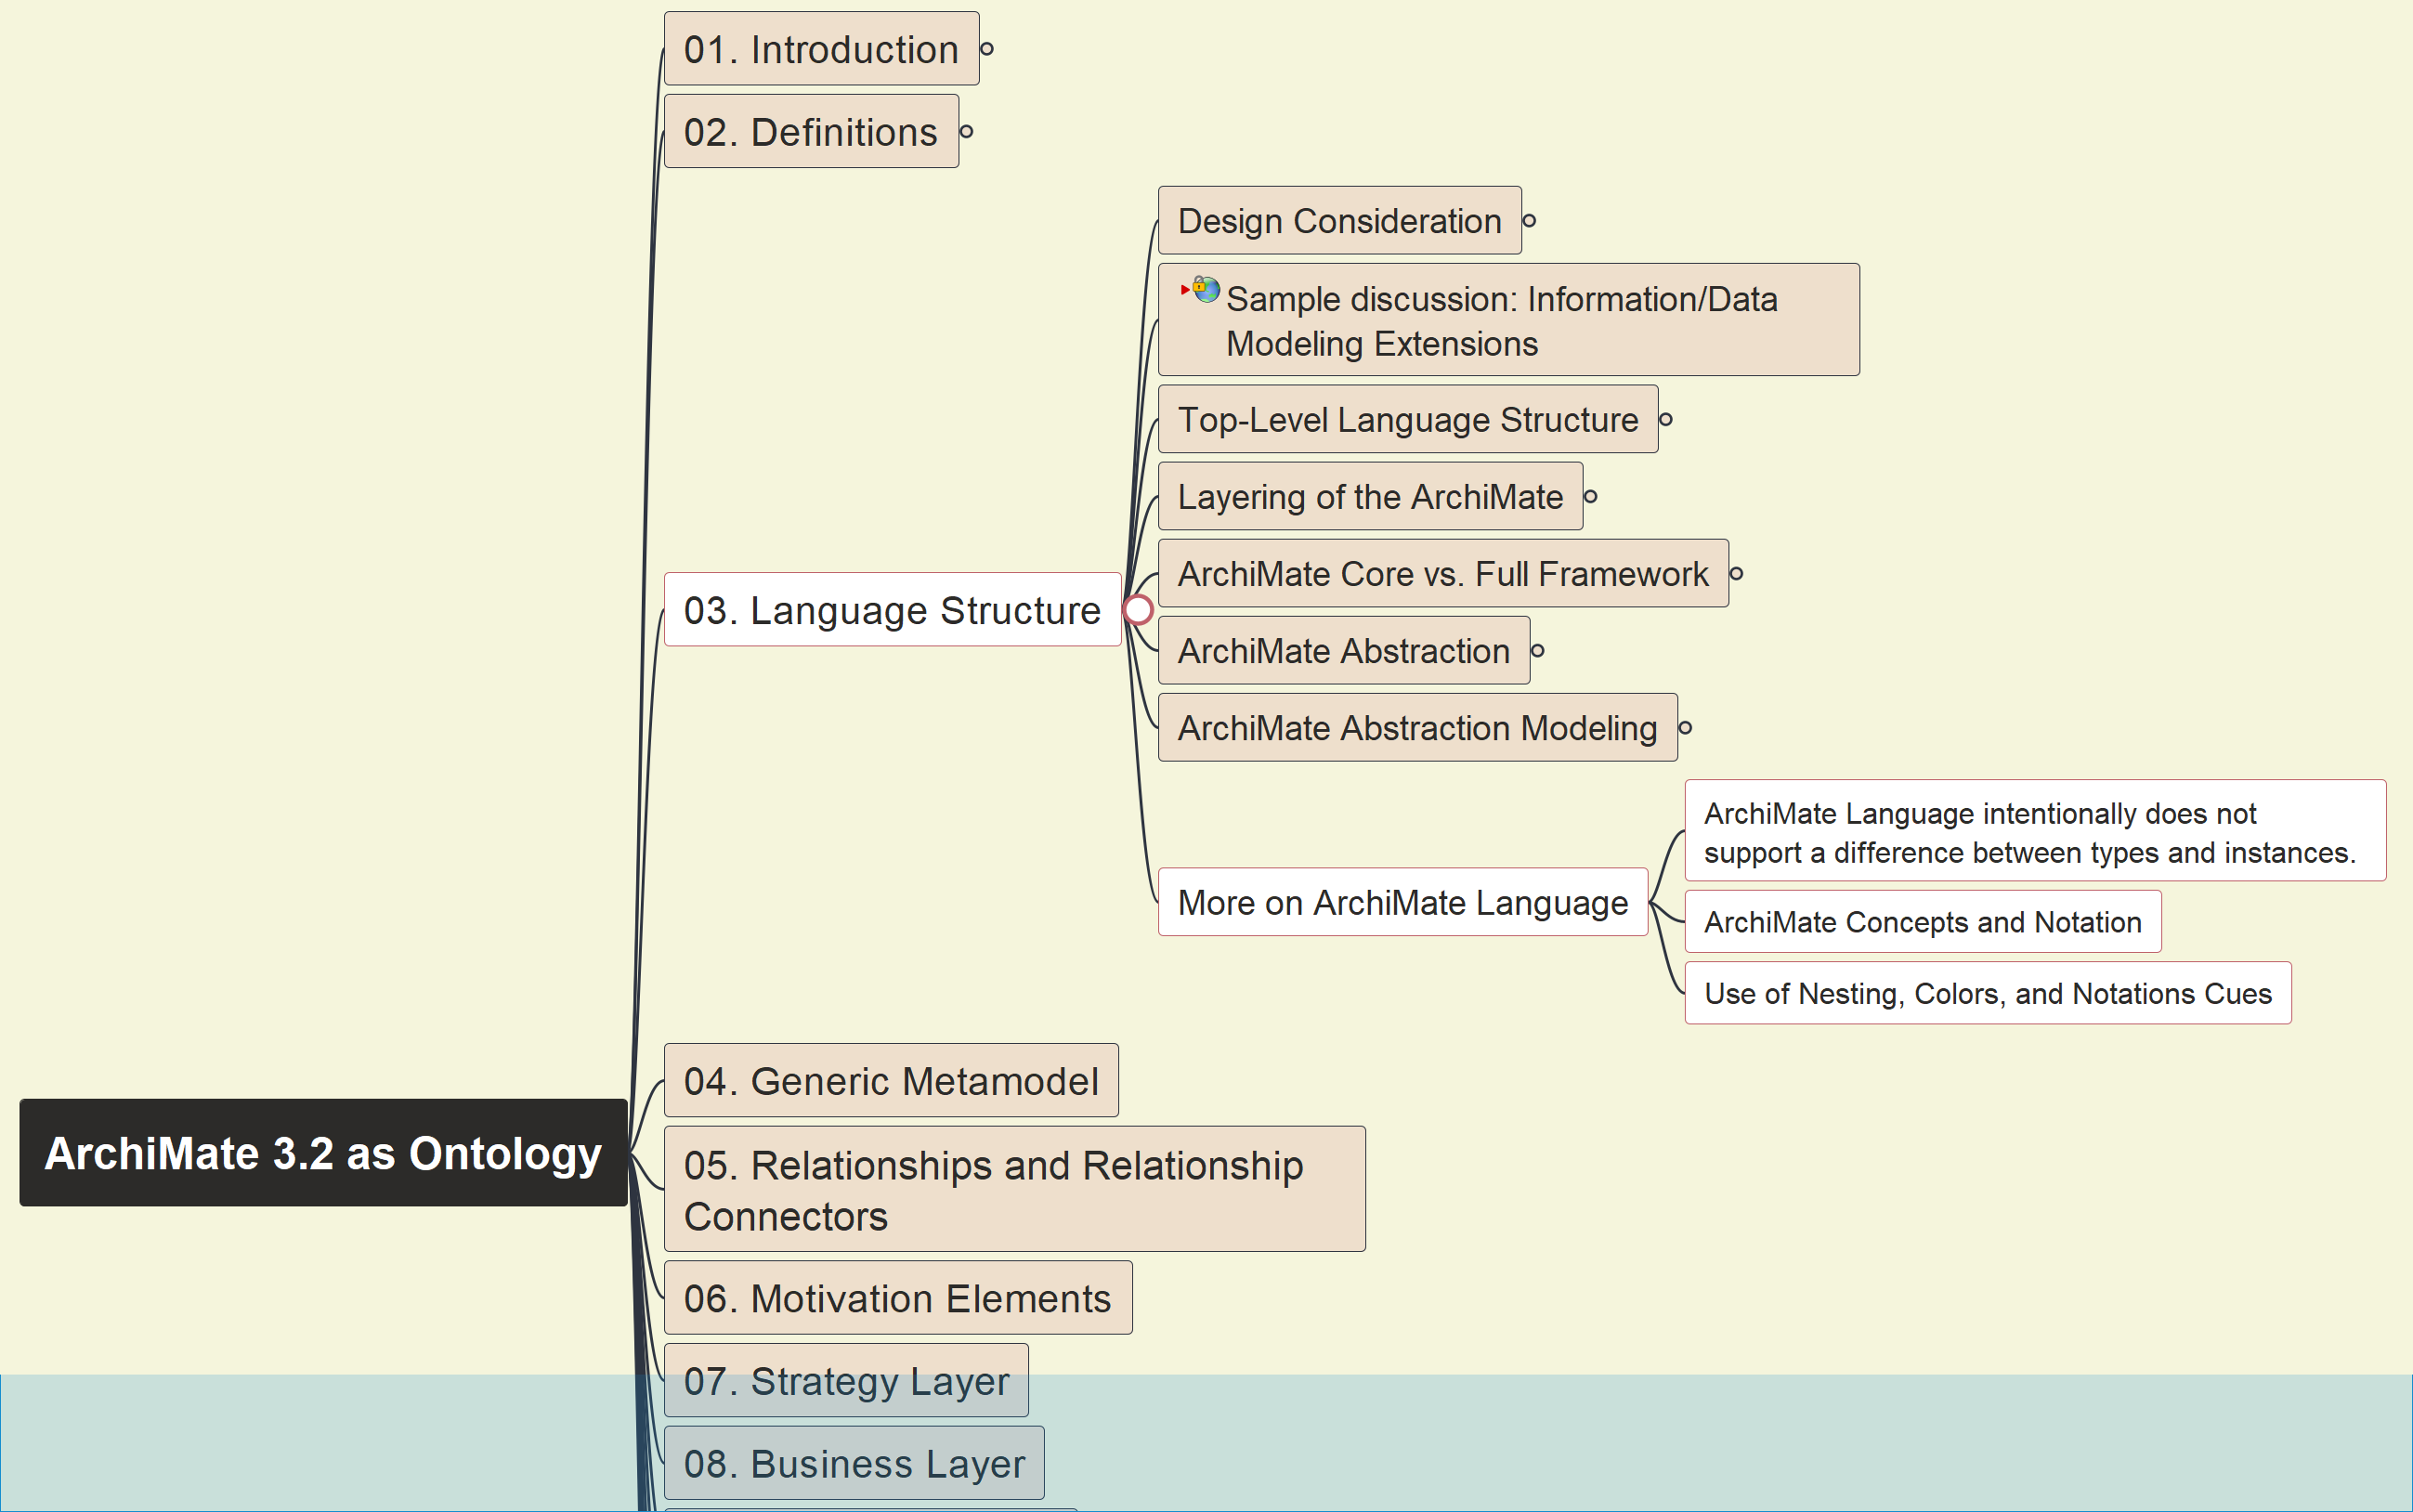 01. Introduction
02. Definitions
Design Consideration
Sample discussion: Information/Data
Modeling Extensions
Top-Level Language Structure
Layering of the ArchiMate
ArchiMate Core vs. Full Framework
03. Language Structure
ArchiMate Abstraction
ArchiMate Abstraction Modeling
ArchiMate Language intentionally does not
support a difference between types and instances.
More on ArchiMate Language
ArchiMate Concepts and Notation
Use of Nesting, Colors, and Notations Cues
04. Generic Metamodel
ArchiMate 3.2 as Ontology
05. Relationships and Relationship
Connectors
06. Motivation Elements
07. Strategy Layer
08. Business Layer